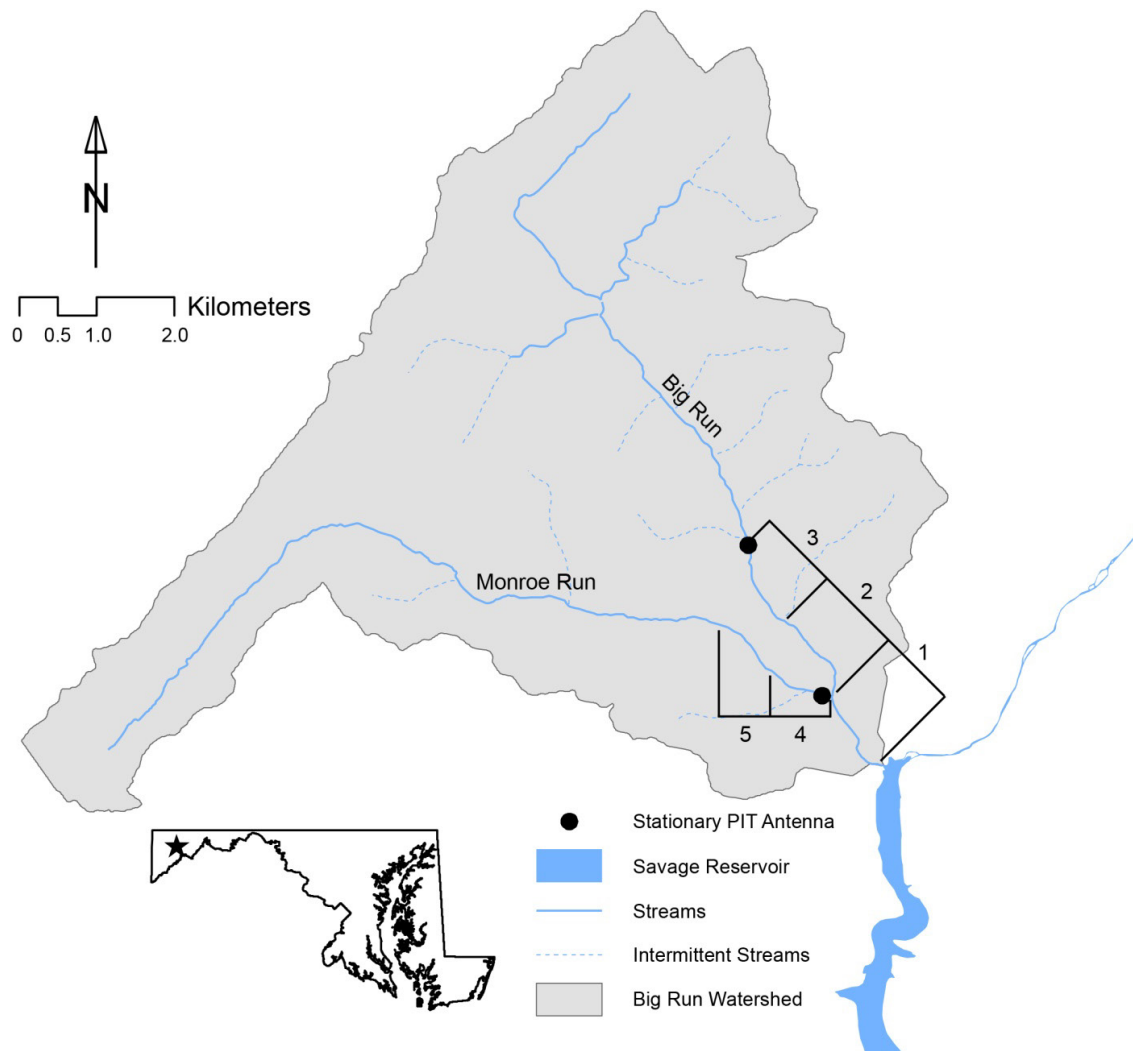 N
Kilometers
0 0.5 1.0 2.0
Big Run
Monroe Run
3
2
1
5 4
Stationary PIT Antenna
Savage Reservoir
Streams
Intermittent Streams
Big Run Watershed